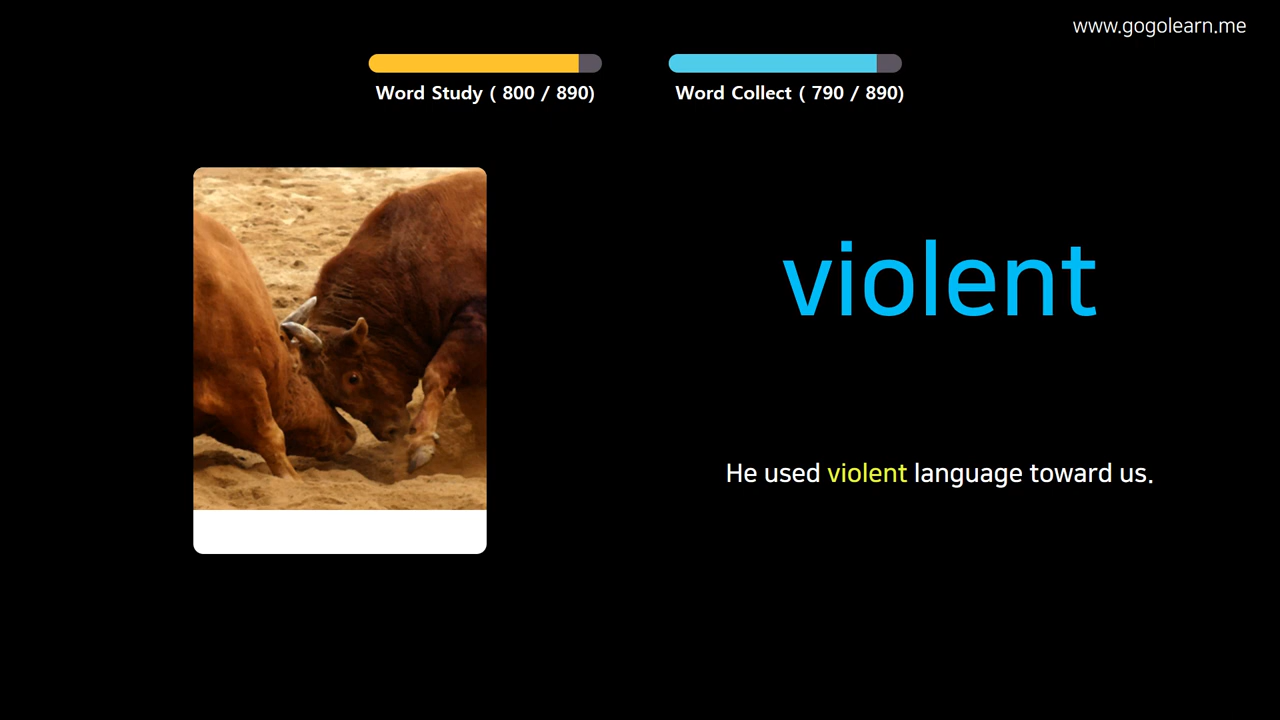 www.gogolearn.me
Word Study ( 800 / 890)
Word Collect ( 790 / 890)
violent
He used violent language toward us.